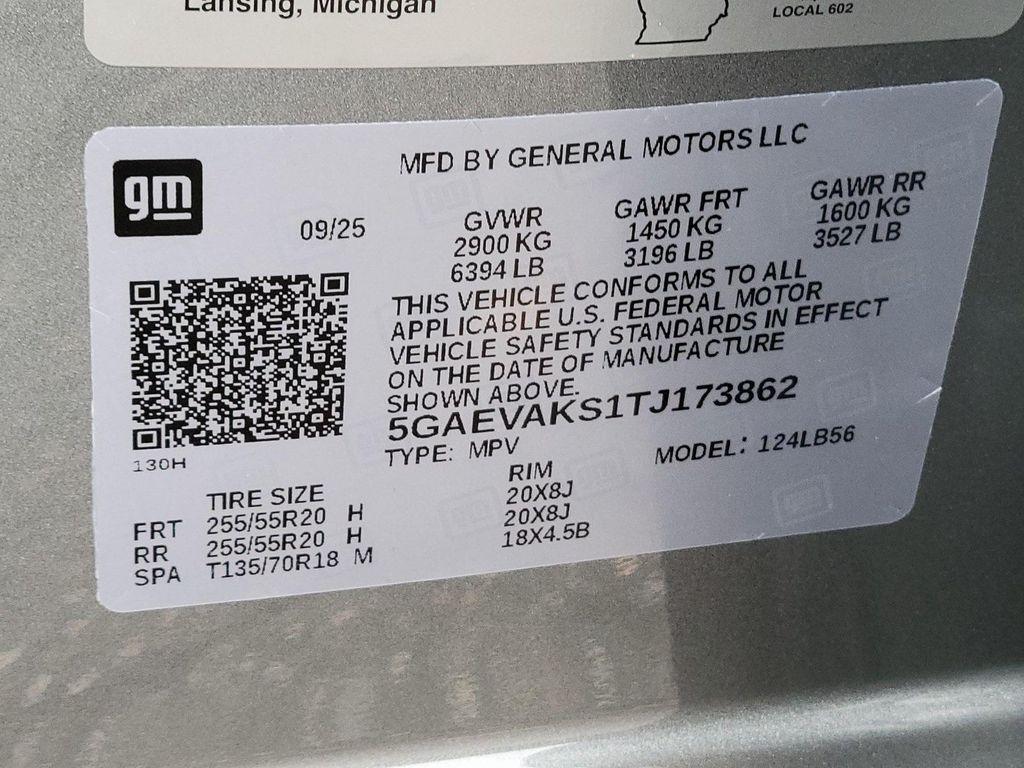 Lansing, Michigan
LOCAL 602
gm
MFD BY GENERAL MOTORS LLC
09/25
GVWR
2900 KG
6394 LB
GAWR FRT
1450 KG
3196 LB
GAWR RR
1600 KG
3527 LB
THIS VEHICLE CONFORMS TO ALL
APPLICABLE U.S. FEDERAL MOTOR
VEHICLE SAFETY STANDARDS IN EFFECT
ON THE DATE OF MANUFACTURE
SHOWN ABOVE.
5GAEVAKS1TJ173862
TYPE: MPV MODEL: 124LB56
130H
TIRE SIZE RIM
FRT 255/55R20 H 20X8J
RR 255/55R20 H 20X8J
SPA T135/70R18 M 18X4.5B